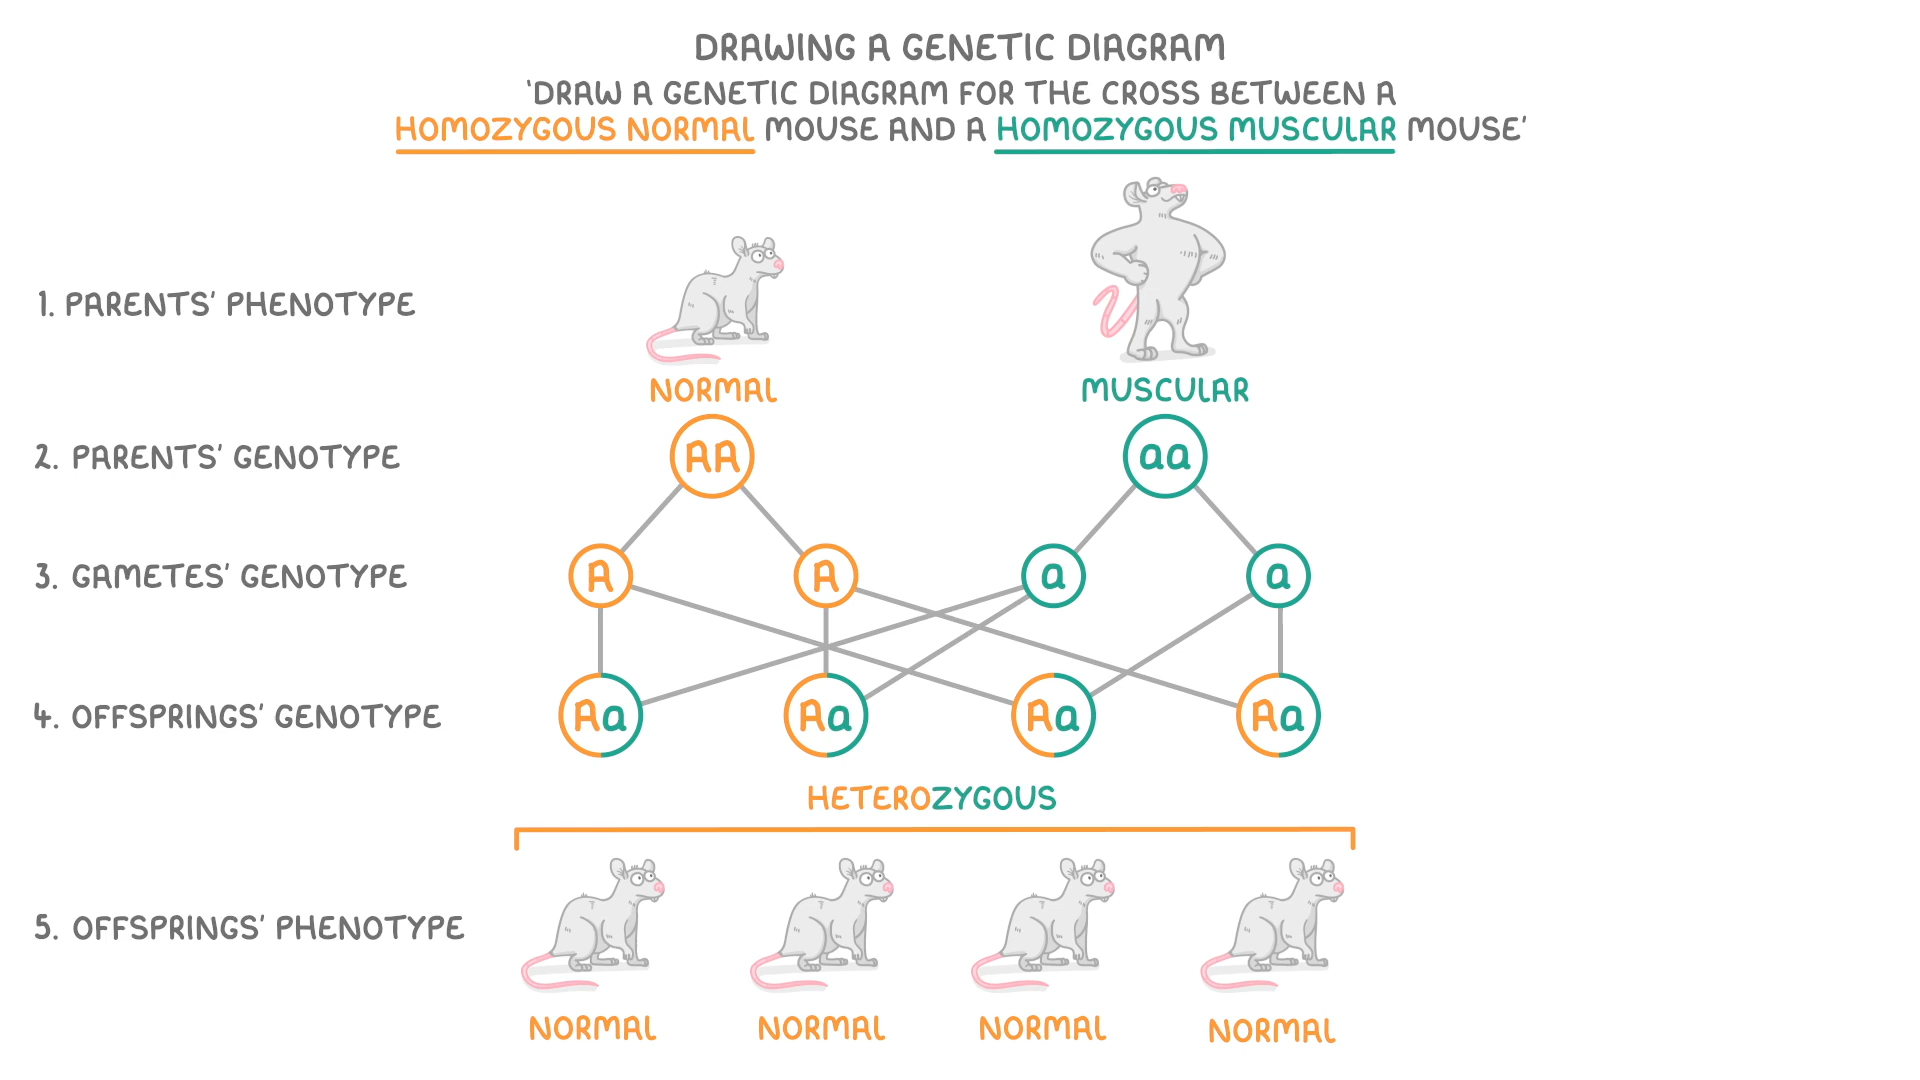 DRAWING A GENETIC DIAGRAM
'DRAW A GENETIC DIAGRAM FOR THE CROSS BETWEEN A
HOMOZYGOUS NORMAL MOUSE AND A HOMOZYGOUS MUSCULAR MOUSE'
1. PARENTS' PHENOTYPE
NORMAL MUSCULAR
2. PARENTS' GENOTYPE AA aa
3. GAMETES' GENOTYPE A A a a
4. OFFSPRINGS' GENOTYPE Aa Aa Aa Aa
HETEROZYGOUS
5. OFFSPRINGS' PHENOTYPE
NORMAL NORMAL NORMAL NORMAL